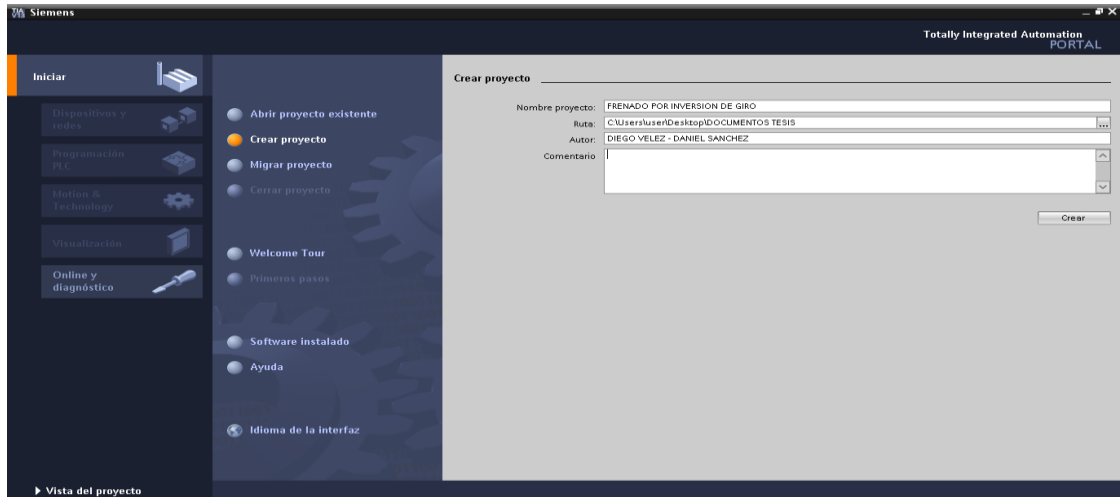 TIA
Siemens
Totally Integrated Automation
PORTAL
Iniciar
Dispositivos y
redes
Programación
PLC
Motion &
Technology
Visualización
Online y
diagnóstico
Abrir proyecto existente
Crear proyecto
Migrar proyecto
Cerrar proyecto
Welcome Tour
Primeros pasos
Software instalado
Ayuda
Idioma de la interfaz
Crear proyecto
Nombre proyecto: FRENADO POR INVERSION DE GIRO
Ruta: C:\Users\user\Desktop\DOCUMENTOS TESIS ...
Autor: DIEGO VELEZ - DANIEL SANCHEZ
Comentario
Crear
Vista del proyecto